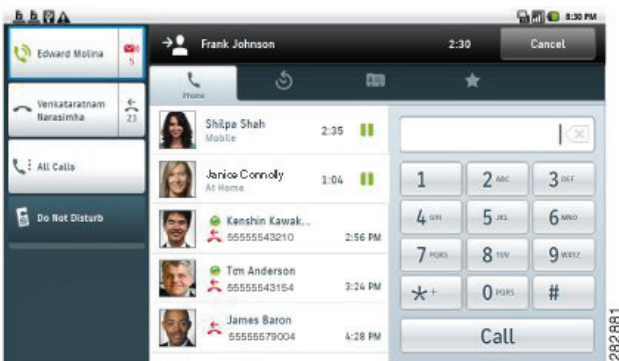 8:30 PM
Edward Molina
5
Frank Johnson 2:30 Cancel
Venkataratnam
Narasimha
23
Phone
All Calls
Do Not Disturb
Shilpa Shah
Mobile
2:35
Janice Connolly
At Home
1:04
Kenshin Kawak...
55555543210 2:56 PM
Tom Anderson
55555543154 3:24 PM
James Baron
55555579004 4:28 PM
1 2 ABC 3 DEF
4 GHI 5 JKL 6 MNO
7 PQRS 8 TUV 9 WXYZ
* + 0 #
Call
282881